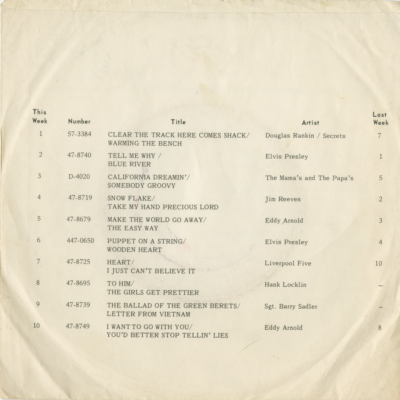 This Last
Week Number Title Artist Week
1 57-3384 CLEAR THE TRACK HERE COMES SHACK/ Douglas Rankin / Secrets 7
WARMING THE BENCH
2 47-8740 TELL ME WHY / Elvis Presley 1
BLUE RIVER
3 D-4020 CALIFORNIA DREAMIN'/ The Mama's and The Papa's 5
SOMEBODY GROOVY
4 47-8719 SNOW FLAKE/ Jim Reeves 2
TAKE MY HAND PRECIOUS LORD
5 47-8679 MAKE THE WORLD GO AWAY/ Eddy Arnold 3
THE EASY WAY
6 447-0650 PUPPET ON A STRING/ Elvis Presley 4
WOODEN HEART
7 47-8725 HEART/ Liverpool Five 10
I JUST CAN'T BELIEVE IT
8 47-8695 TO HIM/ Hank Locklin -
THE GIRLS GET PRETTIER
9 47-8739 THE BALLAD OF THE GREEN BERETS/ Sgt. Barry Sadler -
LETTER FROM VIETNAM
10 47-8749 I WANT TO GO WITH YOU/ Eddy Arnold 8
YOU'D BETTER STOP TELLIN' LIES